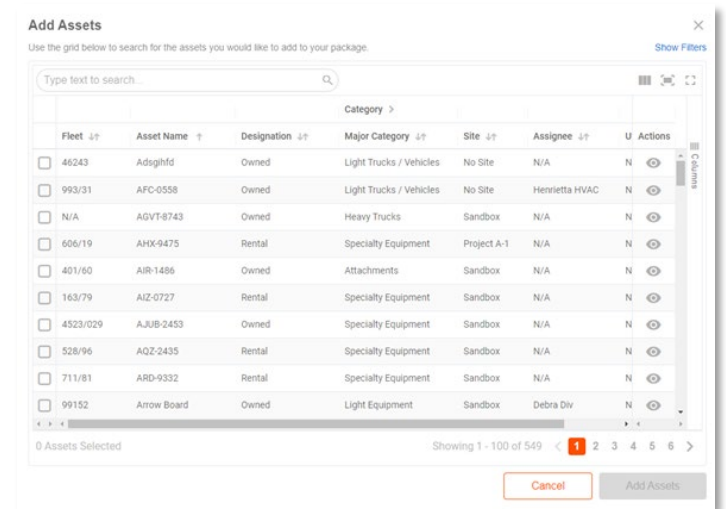 Add Assets
Use the grid below to search for the assets you would like to add to your package. Show Filters
Type text to search...
Category >
Fleet Asset Name Designation Major Category Site Assignee U Actions
46243 Adsgihfd Owned Light Trucks / Vehicles No Site N/A N
993/31 AFC-0558 Owned Light Trucks / Vehicles No Site Henrietta HVAC N
N/A AGVT-8743 Owned Heavy Trucks Sandbox N/A N
606/19 AHX-9475 Rental Specialty Equipment Project A-1 N/A N
401/60 AIR-1486 Owned Attachments Sandbox N/A N
163/79 AIZ-0727 Rental Specialty Equipment Sandbox N/A N
4523/029 AJUB-2453 Owned Specialty Equipment Sandbox N/A N
528/96 AQZ-2435 Rental Specialty Equipment Sandbox N/A N
711/81 ARD-9332 Rental Specialty Equipment Sandbox N/A N
99152 Arrow Board Owned Light Equipment Sandbox Debra Div N
Columns
0 Assets Selected Showing 1 - 100 of 549 < 1 2 3 4 5 6 >
Cancel Add Assets